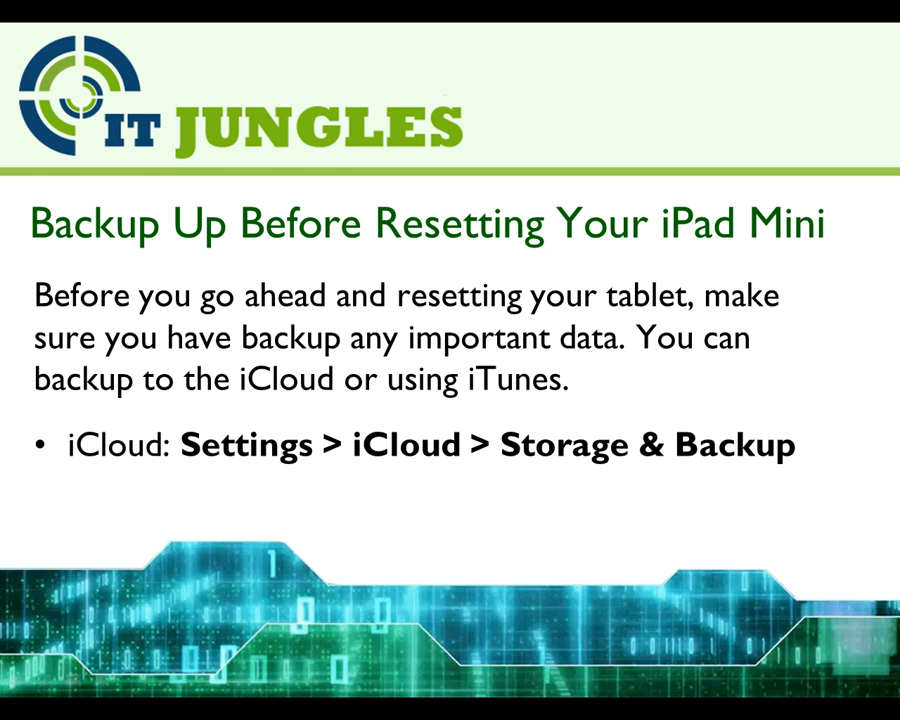 IT JUNGLES
Backup Up Before Resetting Your iPad Mini
Before you go ahead and resetting your tablet, make
sure you have backup any important data. You can
backup to the iCloud or using iTunes.
• iCloud: Settings > iCloud > Storage & Backup